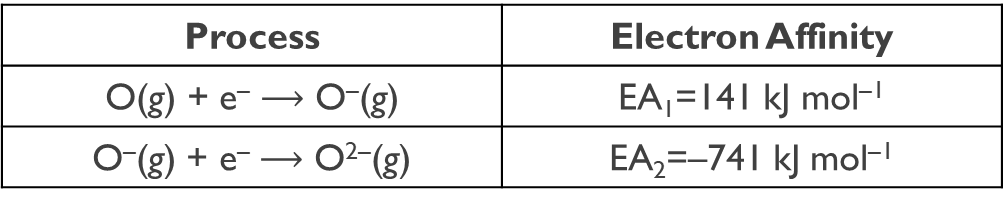 Process Electron Affinity
O(g) + e⁻ ⟶ O⁻(g) EA₁=141 kJ mol⁻¹
O⁻(g) + e⁻ ⟶ O²⁻(g) EA₂=–741 kJ mol⁻¹